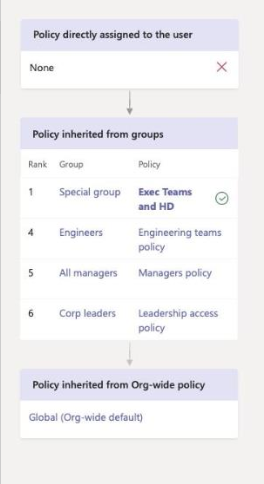 Policy directly assigned to the user
None
Policy inherited from groups
Rank Group Policy
1 Special group Exec Teams
and HD
4 Engineers Engineering teams
policy
5 All managers Managers policy
6 Corp leaders Leadership access
policy
Policy inherited from Org-wide policy
Global (Org-wide default)